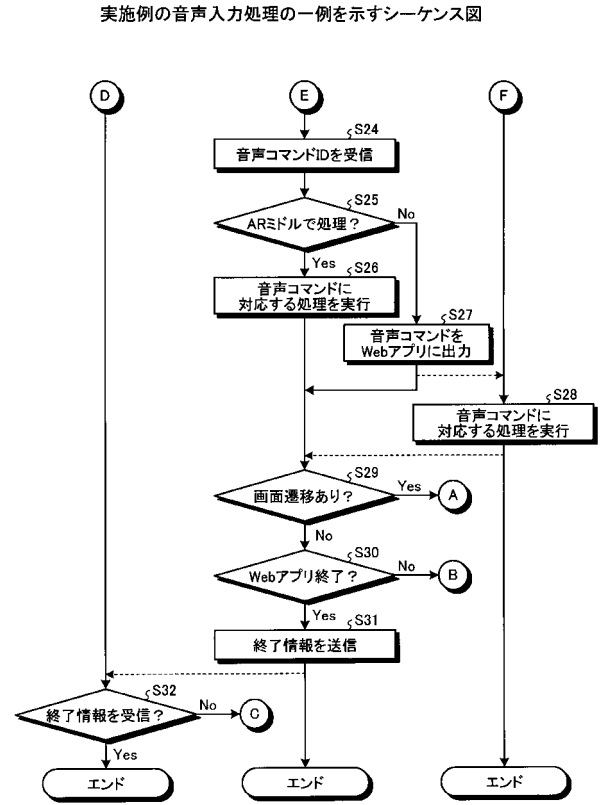 実施例の音声入力処理の一例を示すシーケンス図
D
E
F
S24
音声コマンドIDを受信
S25
ARミドルで処理？
No
Yes
S26
音声コマンドに
対応する処理を実行
S27
音声コマンドを
Webアプリに出力
S28
音声コマンドに
対応する処理を実行
S29
画面遷移あり？
Yes
A
No
S30
Webアプリ終了？
No
B
Yes
S31
終了情報を送信
S32
終了情報を受信？
No
C
Yes
エンド
エンド
エンド